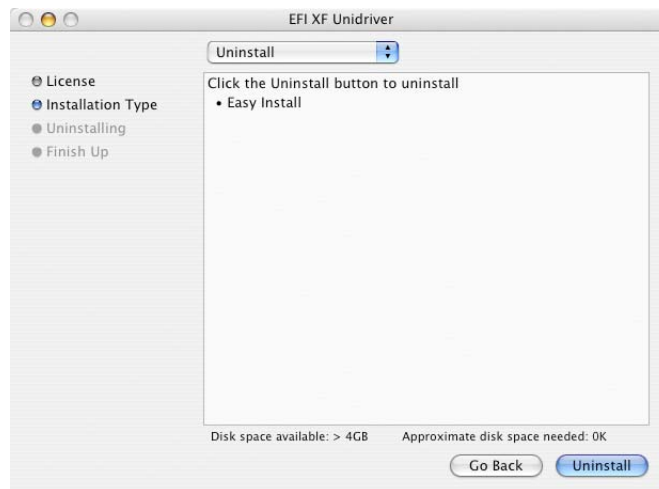 EFI XF Unidriver
Uninstall
License
Installation Type
Uninstalling
Finish Up
Click the Uninstall button to uninstall
• Easy Install
Disk space available: > 4GB
Approximate disk space needed: 0K
Go Back
Uninstall